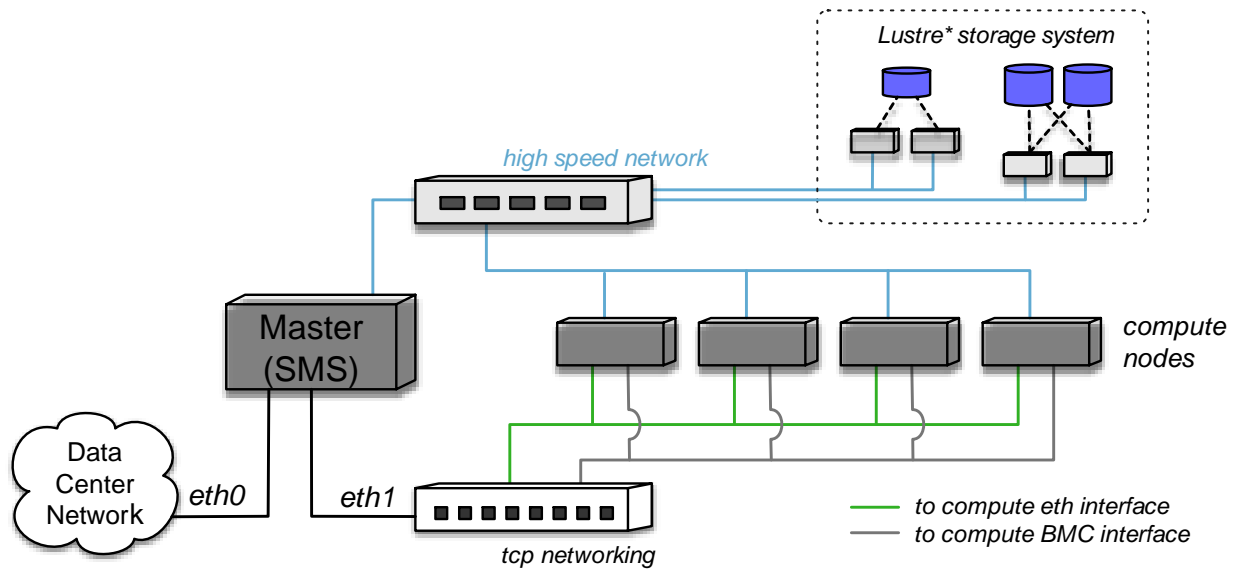 Lustre* storage system
high speed network
Master
(SMS)
compute
nodes
Data
Center
Network
eth0
eth1
tcp networking
to compute eth interface
to compute BMC interface